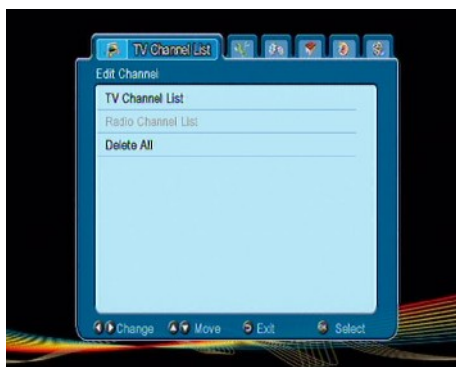 TV Channel List
Edit Channel
TV Channel List
Radio Channel List
Delete All
Change Move Exit Select